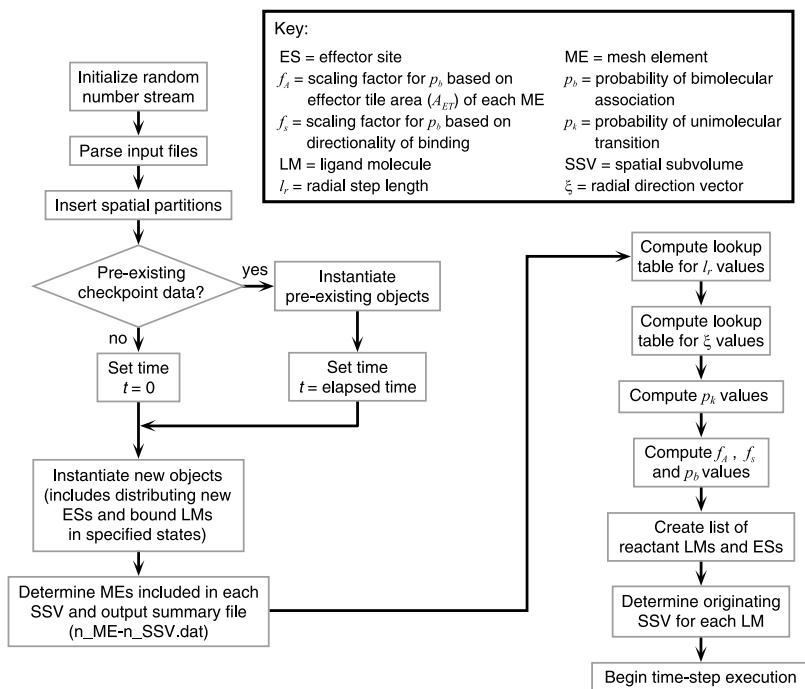 Key:
ES = effector site
f_A = scaling factor for p_b based on
effector tile area (A_ET) of each ME
f_s = scaling factor for p_b based on
directionality of binding
LM = ligand molecule
l_r = radial step length
ME = mesh element
p_b = probability of bimolecular
association
p_k = probability of unimolecular
transition
SSV = spatial subvolume
ξ = radial direction vector
Initialize random
number stream
Parse input files
Insert spatial partitions
Pre-existing
checkpoint data?
yes
Instantiate
pre-existing objects
no
Set time
t = 0
Set time
t = elapsed time
Instantiate new objects
(includes distributing new
ESs and bound LMs
in specified states)
Determine MEs included in each
SSV and output summary file
(n_ME-n_SSV.dat)
Compute lookup
table for l_r values
Compute lookup
table for ξ values
Compute p_k values
Compute f_A , f_s
and p_b values
Create list of
reactant LMs and ESs
Determine originating
SSV for each LM
Begin time-step execution